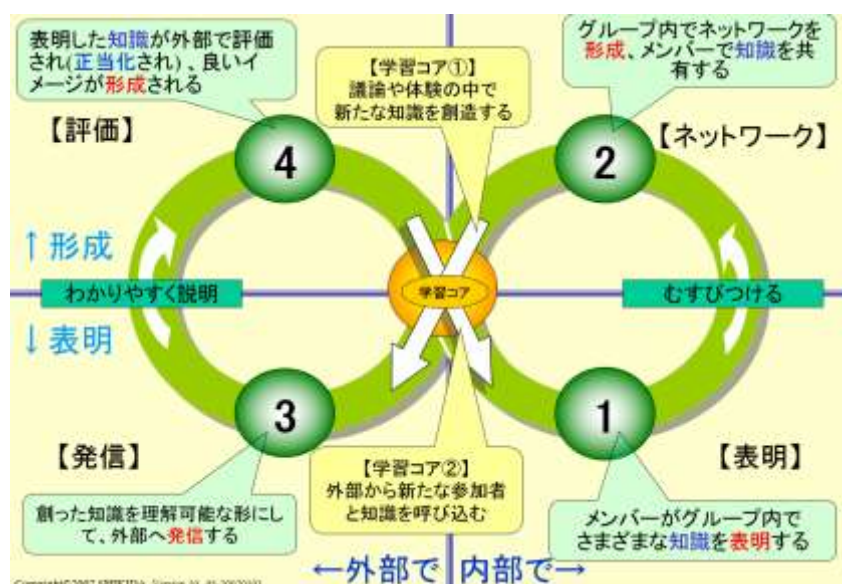 表明した知識が外部で評価
され(正当化され)、良いイ
メージが形成される
【評価】
4
【学習コア①】
議論や体験の中で
新たな知識を創造する
グループ内でネットワークを
形成、メンバーで知識を共
有する
2
【ネットワーク】
↑形成
わかりやすく説明
学習コア
むすびつける
↓表明
3
【発信】
創った知識を理解可能な形にし
て、外部へ発信する
【学習コア②】
外部から新たな参加者
と知識を呼び込む
1
【表明】
メンバーがグループ内で
さまざまな知識を表明する
←外部で
内部で→